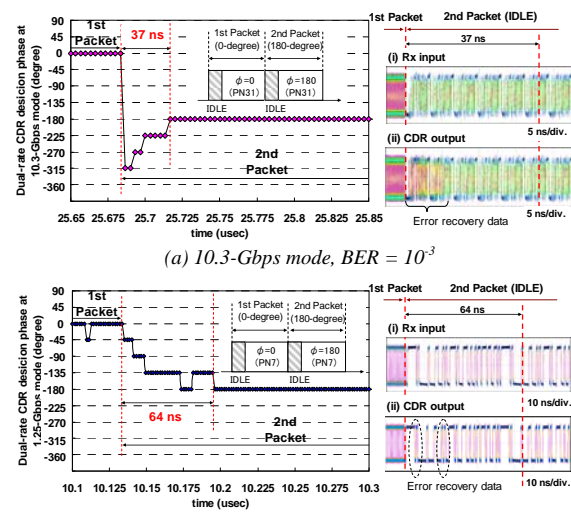 Dual-rate CDR desicion phase at
10.3-Gbps mode (degree)
90
45
0
-45
-90
-135
-180
-225
-270
-315
-360
1st
Packet
37 ns
1st Packet
(0-degree)
2nd Packet
(180-degree)
ϕ=0
(PN31)
ϕ=180
(PN31)
IDLE
IDLE
2nd
Packet
25.65 25.675 25.7 25.725 25.75 25.775 25.8 25.825 25.85
time (usec)
1st Packet
2nd Packet (IDLE)
37 ns
(i) Rx input
5 ns/div.
(ii) CDR output
5 ns/div.
Error recovery data
(a) 10.3-Gbps mode, BER = 10⁻³
Dual-rate CDR desicion phase at
1.25-Gbps mode (degree)
90
45
0
-45
-90
-135
-180
-225
-270
-315
-360
1st
Packet
64 ns
1st Packet
(0-degree)
2nd Packet
(180-degree)
ϕ=0
(PN7)
ϕ=180
(PN7)
IDLE
IDLE
2nd
Packet
10.1 10.125 10.15 10.175 10.2 10.225 10.25 10.275 10.3
time (usec)
1st Packet
2nd Packet (IDLE)
64 ns
(i) Rx input
10 ns/div.
(ii) CDR output
10 ns/div.
Error recovery data